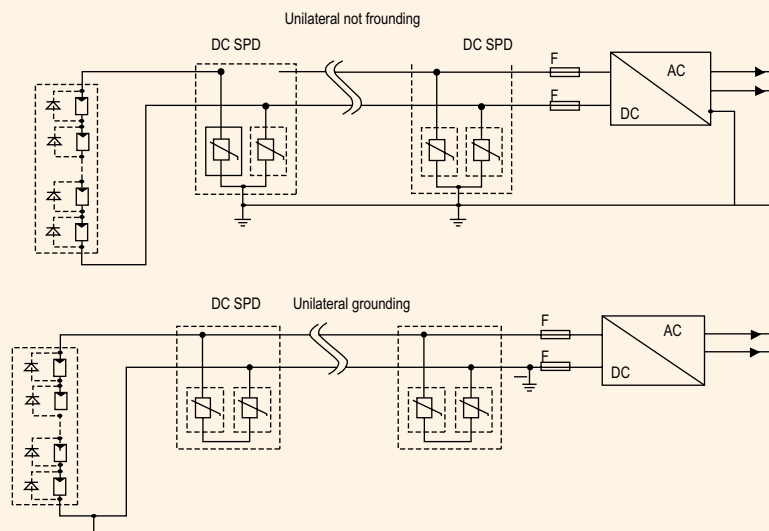 Unilateral not frounding
DC SPD
DC SPD
F
F
AC
DC
DC SPD
Unilateral grounding
F
F
AC
DC